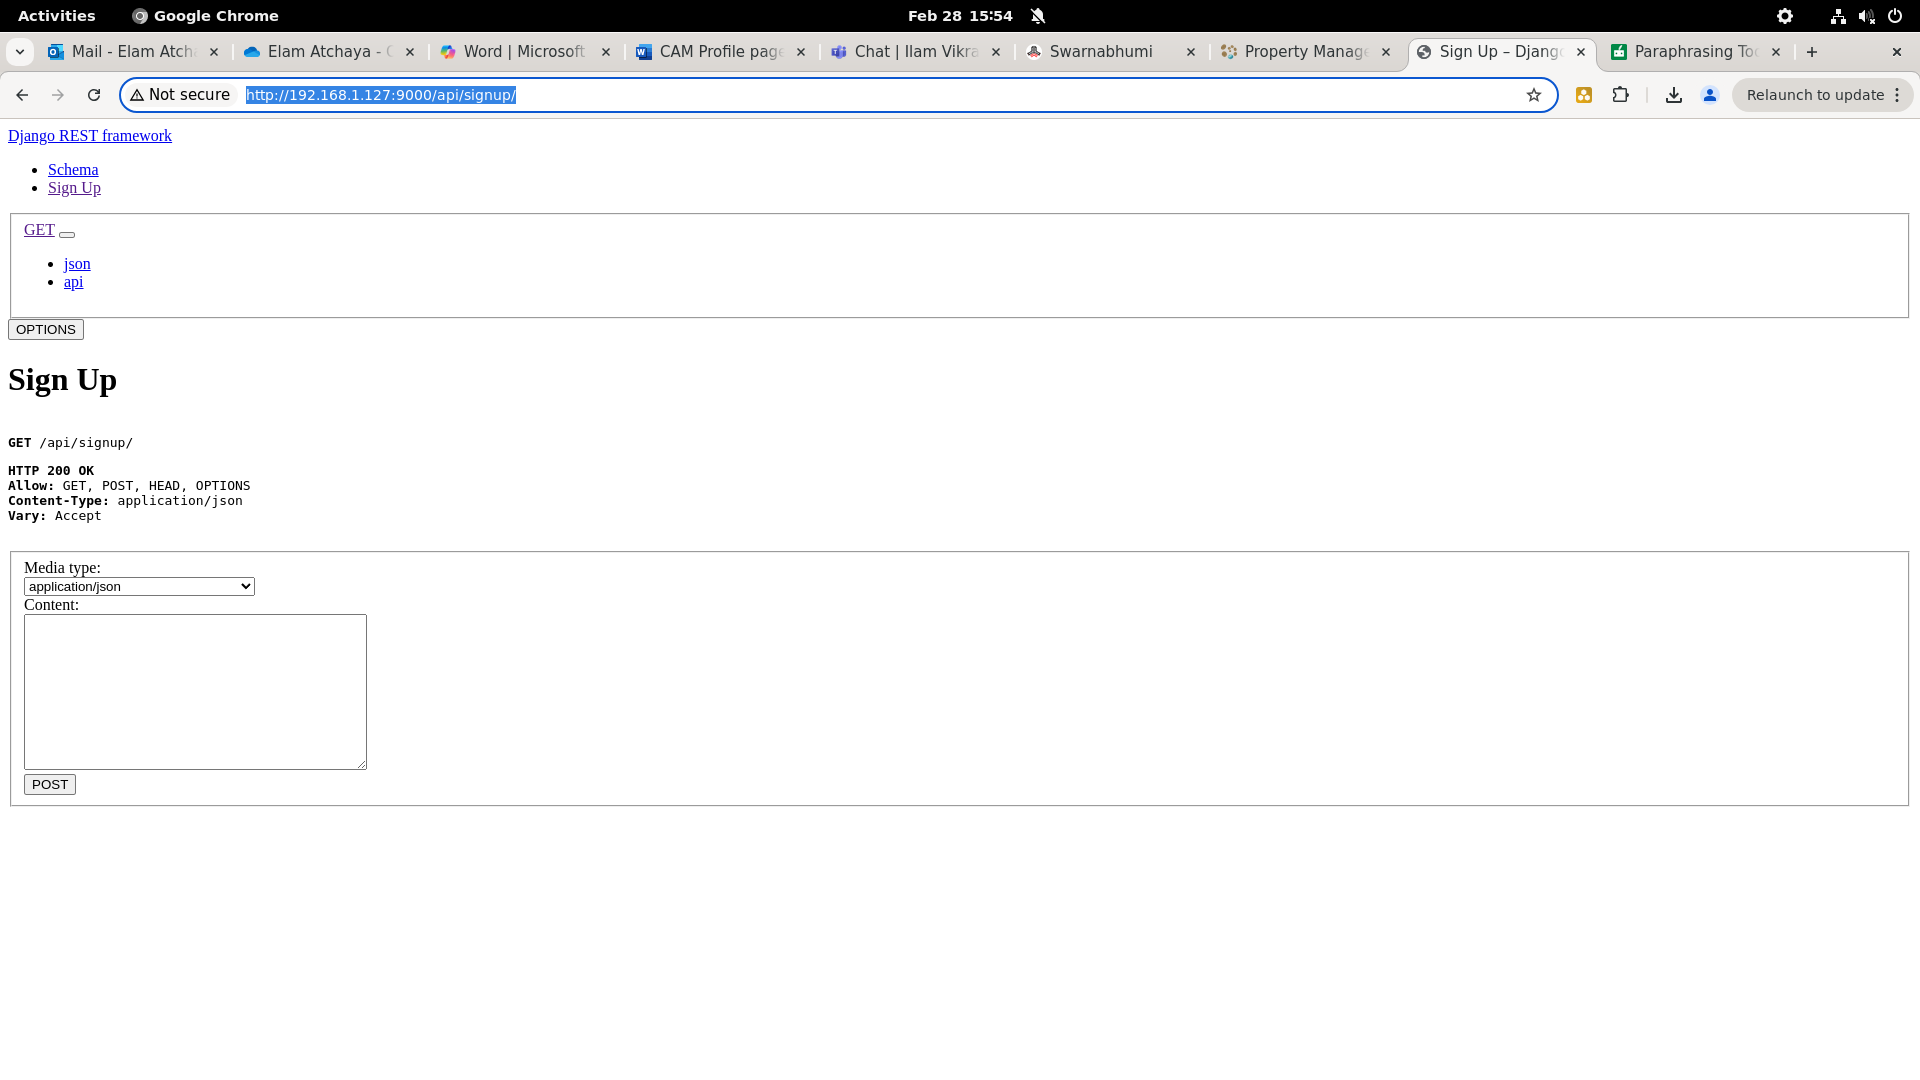 Activities Google Chrome Feb 28 15:54
Mail - Elam Atch Elam Atchaya - Word | Microsoft CAM Profile page Chat | Ilam Vikra Swarnabhumi Property Manage Sign Up – Django Paraphrasing Too
Not secure http://192.168.1.127:9000/api/signup/ Relaunch to update
Django REST framework
Schema
Sign Up
GET
json
api
OPTIONS
Sign Up
GET /api/signup/
HTTP 200 OK
Allow: GET, POST, HEAD, OPTIONS
Content-Type: application/json
Vary: Accept
Media type:
application/json
Content:
POST